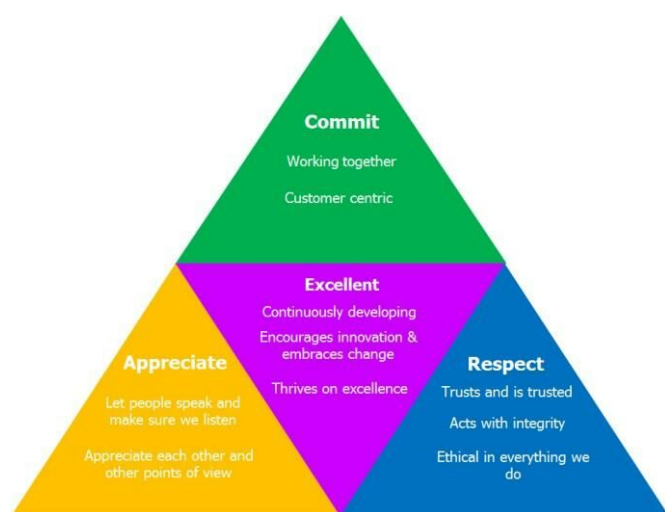 Commit
Working together
Customer centric
Excellent
Continuously developing
Encourages innovation &
embraces change
Thrives on excellence
Appreciate
Let people speak and
make sure we listen
Appreciate each other and
other points of view
Respect
Trusts and is trusted
Acts with integrity
Ethical in everything we
do